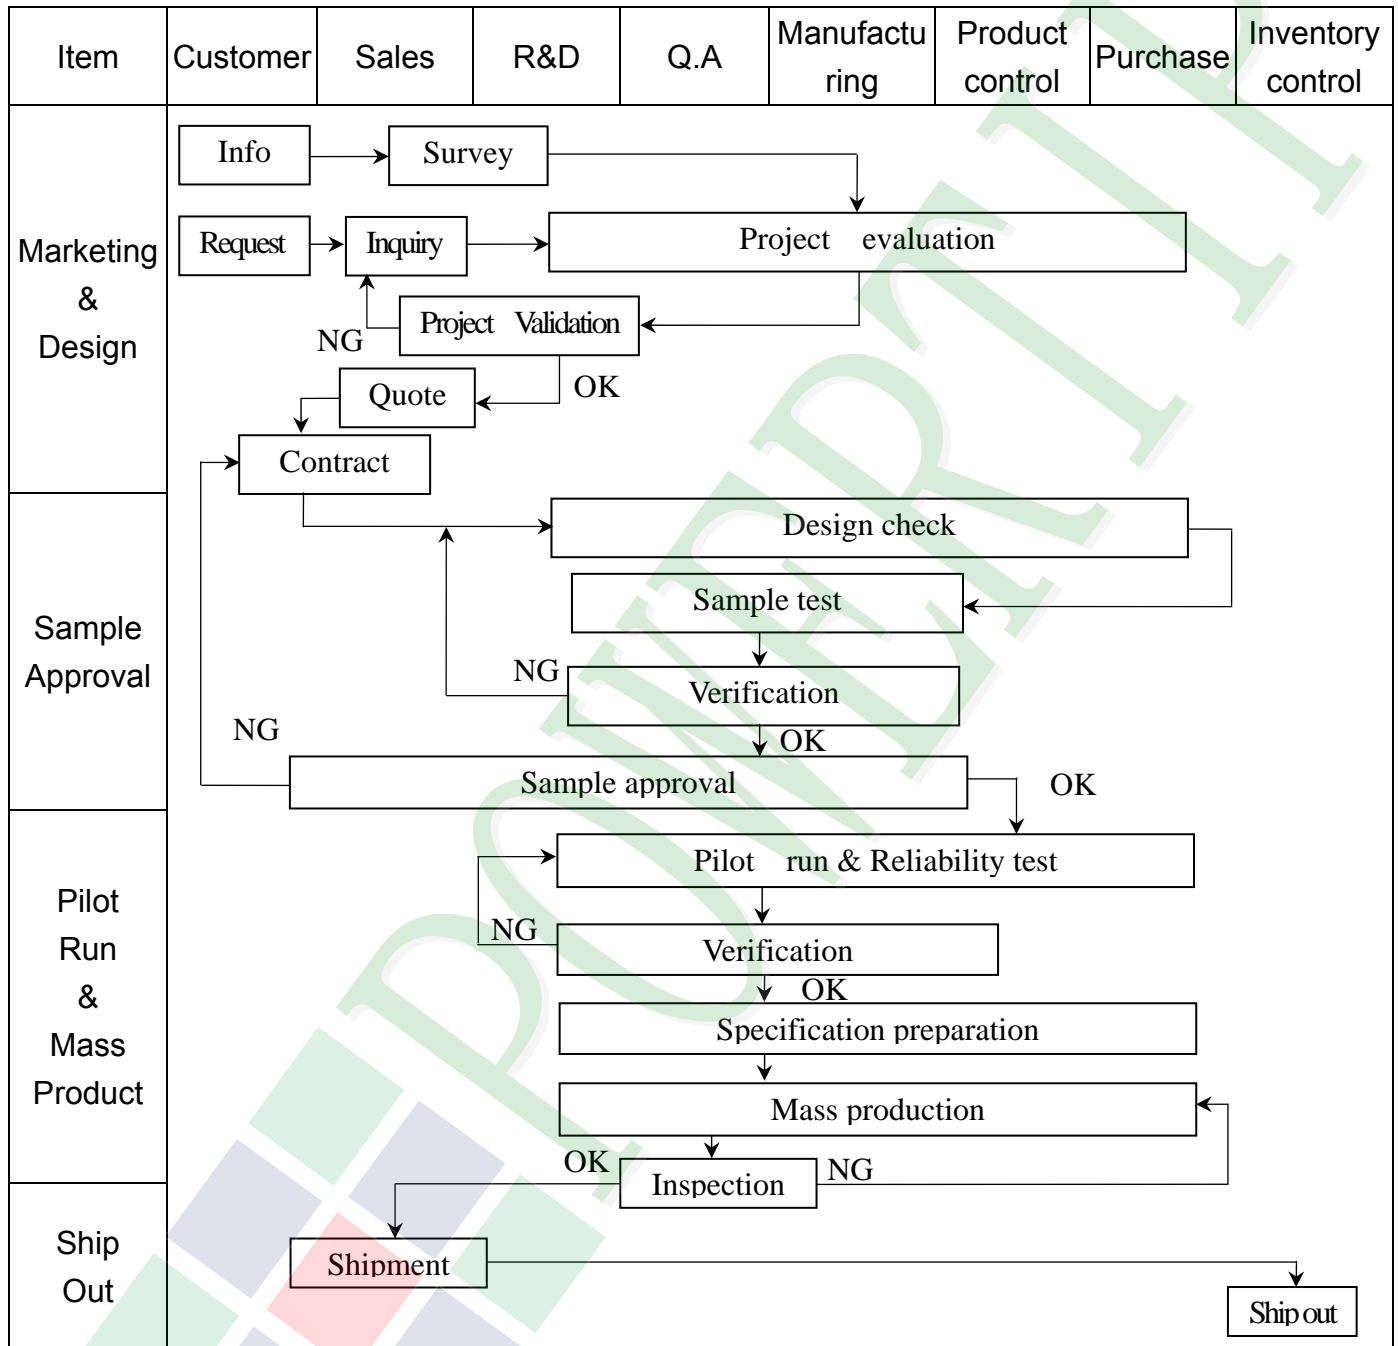 Item
Customer
Sales
R&D
Q.A
Manufactu
ring
Product
control
Purchase
Inventory
control
Marketing
&
Design
Info
Survey
Request
Inquiry
Project evaluation
NG
Project Validation
Quote
OK
Contract
Sample
Approval
Design check
Sample test
NG
Verification
NG
OK
Sample approval
OK
Pilot
Run
&
Mass
Product
Pilot run & Reliability test
NG
Verification
OK
Specification preparation
Mass production
OK
Inspection
NG
Ship
Out
Shipment
Ship out
POWERTIP